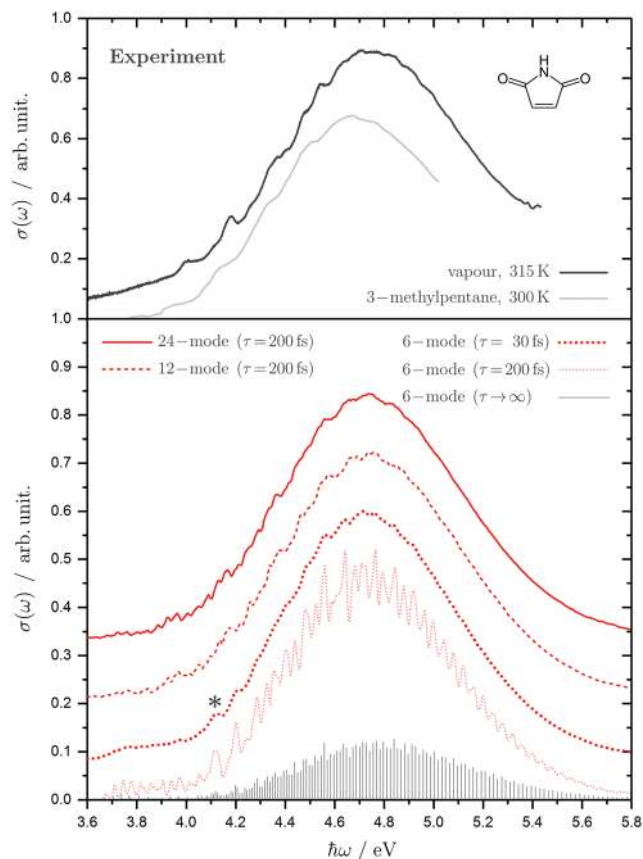 Experiment
H
N
O
O
vapour, 315 K
3−methylpentane, 300 K
σ(ω) / arb. unit.
1.0
0.8
0.6
0.4
0.2
1.0
24−mode (τ=200 fs)
12−mode (τ=200 fs)
6−mode (τ= 30 fs)
6−mode (τ=200 fs)
6−mode (τ→∞)
*
σ(ω) / arb. unit.
0.9
0.8
0.7
0.6
0.5
0.4
0.3
0.2
0.1
0.0
3.6 4.0 4.2 4.4 4.6 4.8 5.0 5.2 5.4 5.6 5.8
ħω / eV